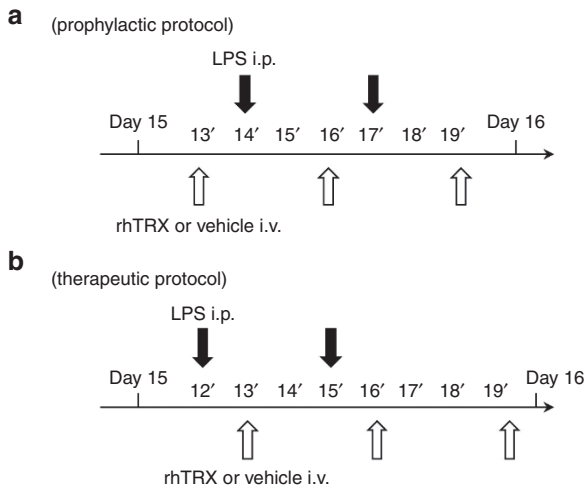 a
(prophylactic protocol)
LPS i.p.
Day 15 13′ 14′ 15′ 16′ 17′ 18′ 19′ Day 16
rhTRX or vehicle i.v.
b
(therapeutic protocol)
LPS i.p.
Day 15 12′ 13′ 14′ 15′ 16′ 17′ 18′ 19′ Day 16
rhTRX or vehicle i.v.